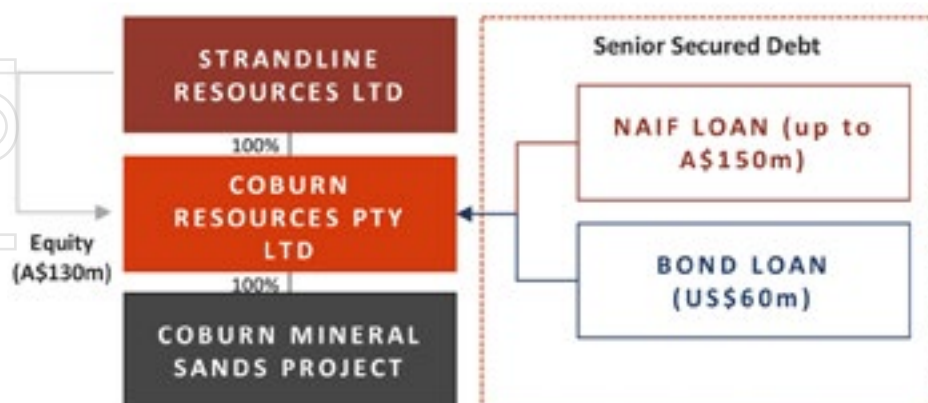 STRANDLINE
RESOURCES LTD
100%
COBURN
RESOURCES PTY
LTD
Equity
(A$130m)
100%
COBURN MINERAL
SANDS PROJECT
Senior Secured Debt
NAIF LOAN (up to
A$150m)
BOND LOAN
(US$60m)